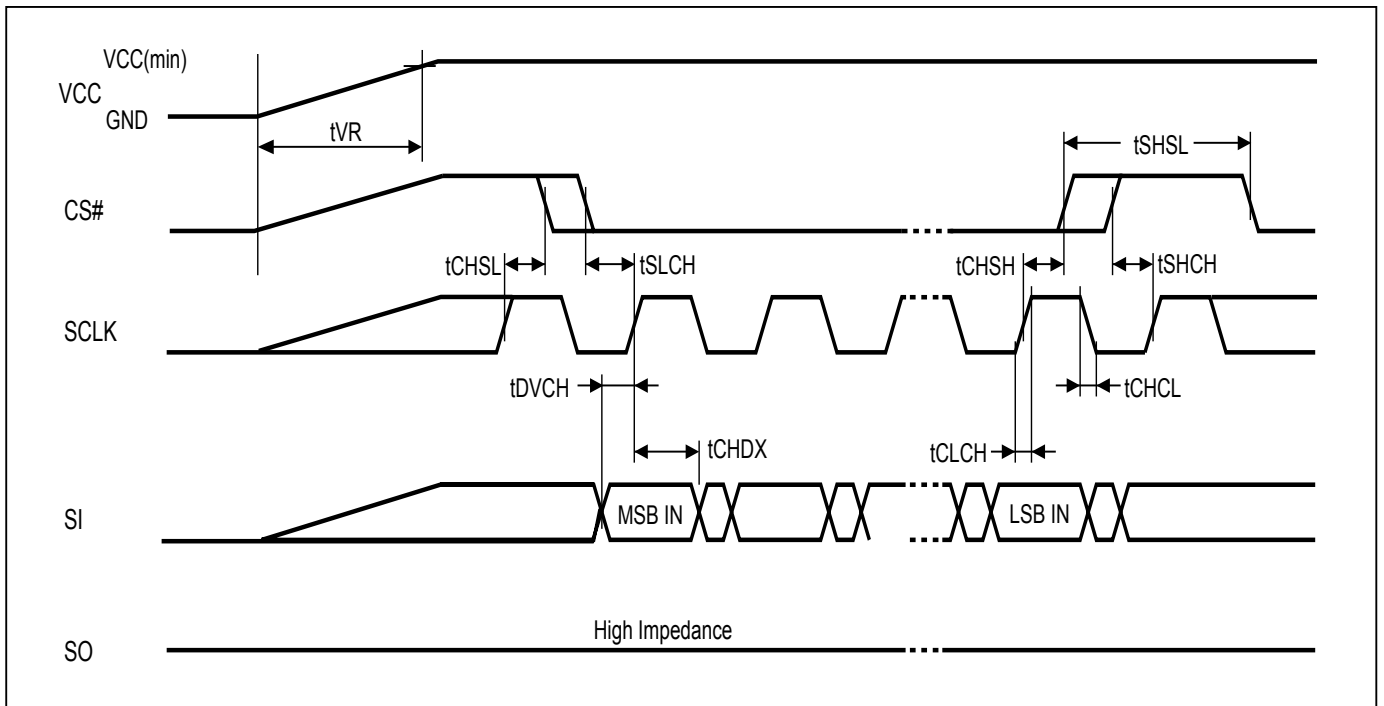 VCC(min)
VCC
GND
tVR
tSHSL
CS#
tCHSL
tSLCH
tCHSH
tSHCH
SCLK
tDVCH
tCHCL
tCHDX
tCLCH
SI
MSB IN
LSB IN
High Impedance
SO